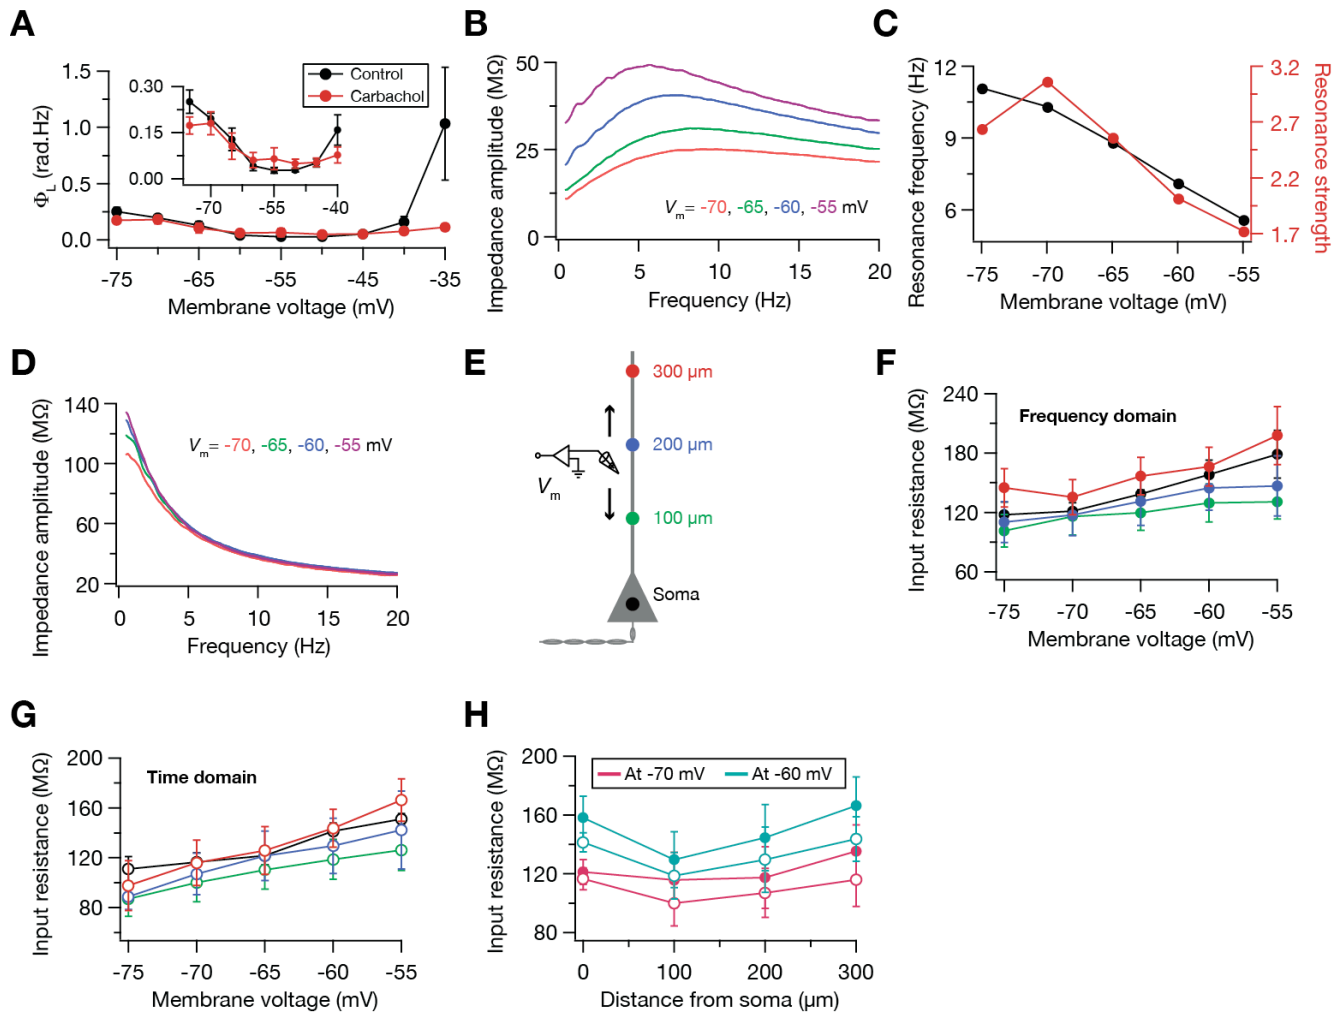 A
ΦL (rad.Hz)
1.5
1.0
0.5
0.0
0.30
0.15
0.00
-70
-55
-40
Control
Carbachol
-75
-65
-55
-45
-35
Membrane voltage (mV)
B
Impedance amplitude (MΩ)
50
25
0
Vm= -70, -65, -60, -55 mV
0
5
10
15
20
Frequency (Hz)
C
Resonance frequency (Hz)
12
9
6
3.2
2.7
2.2
1.7
Resonance strength
-75
-70
-65
-60
-55
Membrane voltage (mV)
D
Impedance amplitude (MΩ)
140
100
60
20
Vm= -70, -65, -60, -55 mV
0
5
10
15
20
Frequency (Hz)
E
300 µm
200 µm
100 µm
Vm
Soma
F
Input resistance (MΩ)
240
180
120
60
Frequency domain
-75
-70
-65
-60
-55
Membrane voltage (mV)
G
Input resistance (MΩ)
200
160
120
80
Time domain
-75
-70
-65
-60
-55
Membrane voltage (mV)
H
Input resistance (MΩ)
200
160
120
80
At -70 mV
At -60 mV
0
100
200
300
Distance from soma (µm)